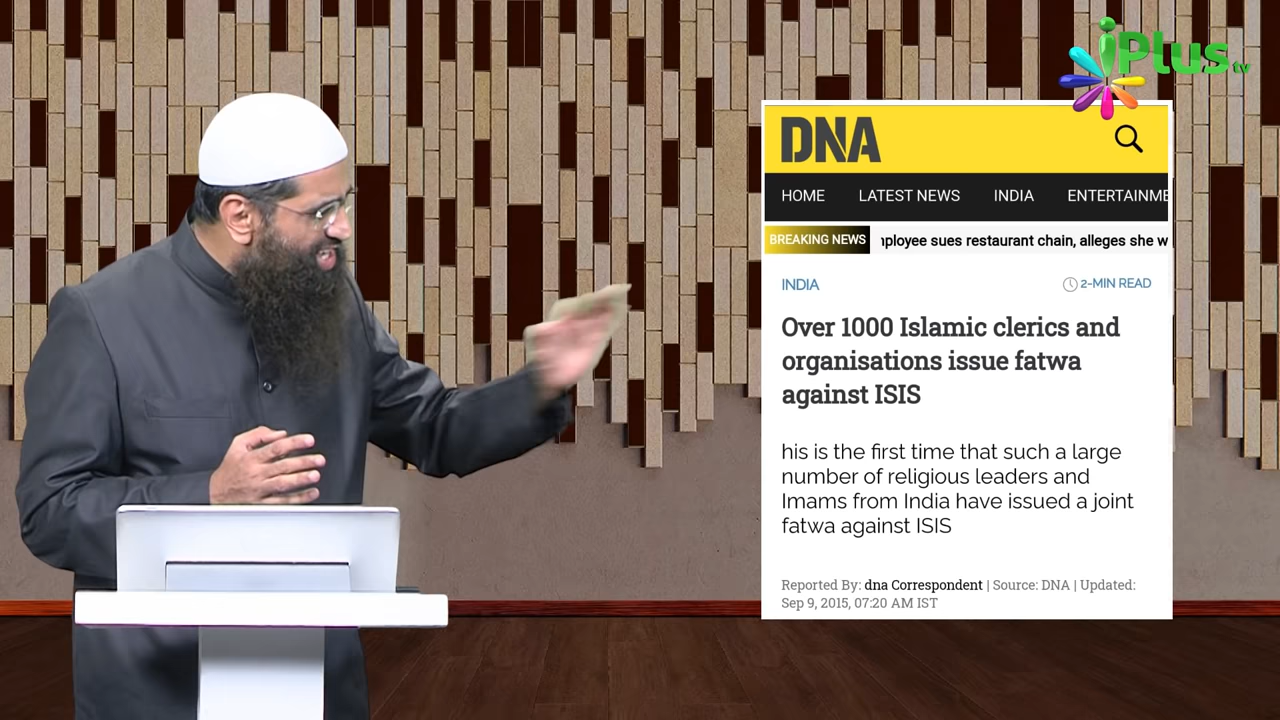 iPlus tv
DNA
HOME LATEST NEWS INDIA ENTERTAINME
BREAKING NEWS nployee sues restaurant chain, alleges she w
INDIA 2-MIN READ
Over 1000 Islamic clerics and
organisations issue fatwa
against ISIS
his is the first time that such a large
number of religious leaders and
Imams from India have issued a joint
fatwa against ISIS
Reported By: dna Correspondent | Source: DNA | Updated:
Sep 9, 2015, 07:20 AM IST